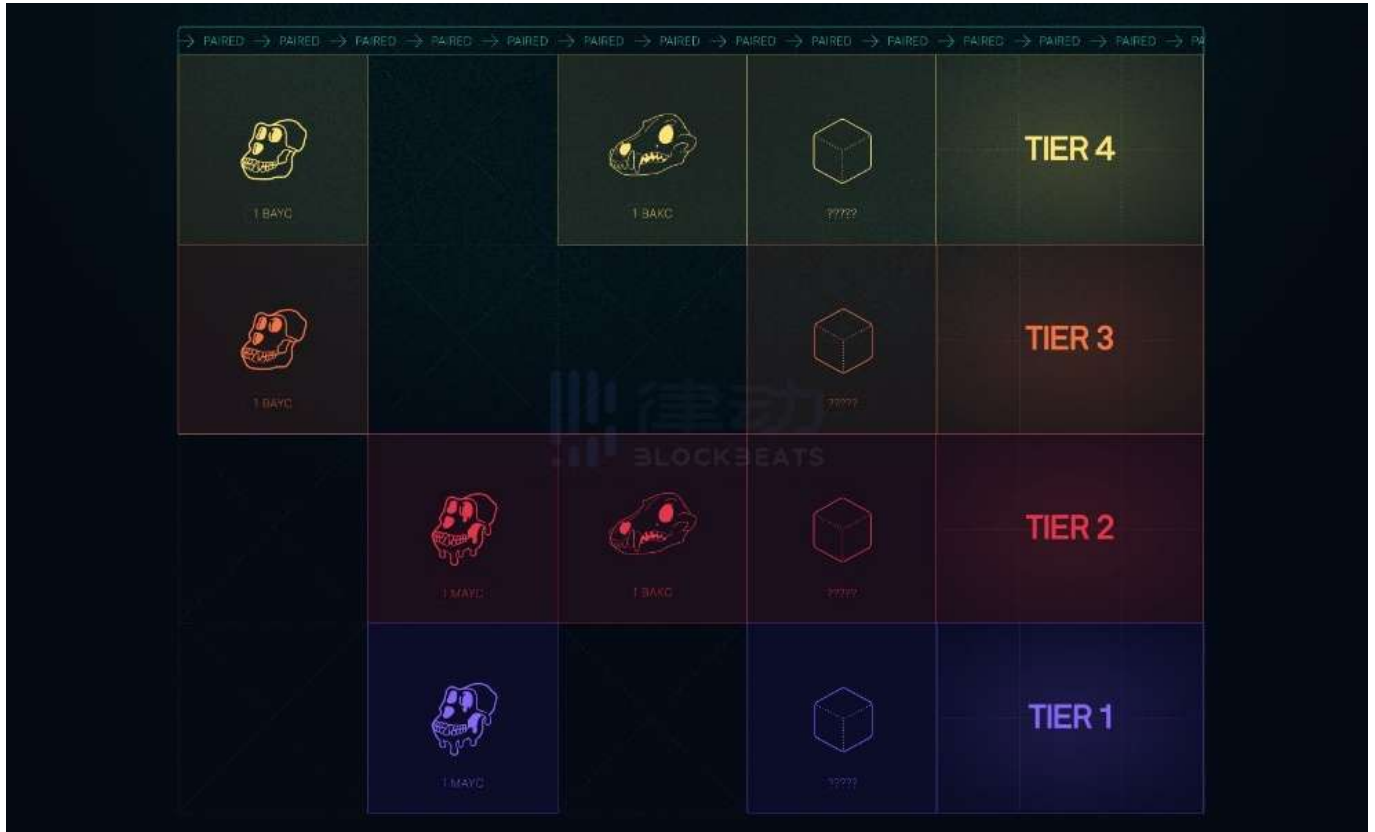 → PAIRED → PAIRED → PAIRED → PAIRED → PAIRED → PAIRED → PAIRED → PAIRED → PAIRED → PAIRED → PAIRED → PAIRED → PAIRED → PA
1 BAYC 1 BAKC ????? TIER 4
1 BAYC ????? TIER 3
律动
BLOCKBEATS
1 MAYC 1 BAKC ????? TIER 2
1 MAYC ????? TIER 1